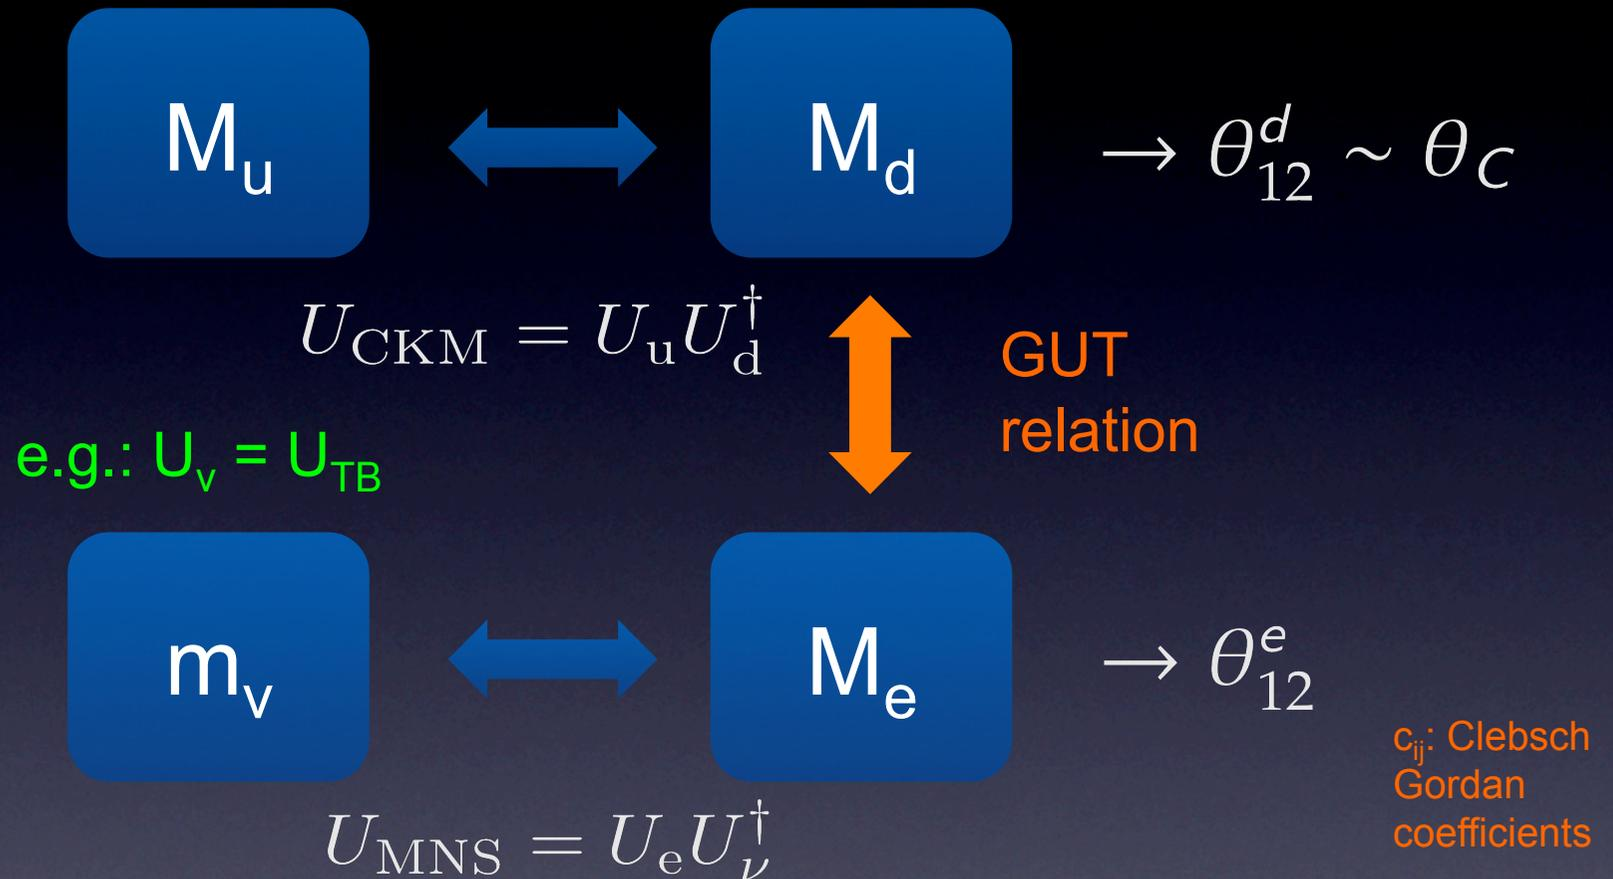 M_u
M_d
→ θ^d_12 ~ θ_C
U_CKM = U_u U_d^†
GUT
relation
e.g.: U_ν = U_TB
m_ν
M_e
→ θ^e_12
c_ij: Clebsch
Gordan
coefficients
U_MNS = U_e U_ν^†